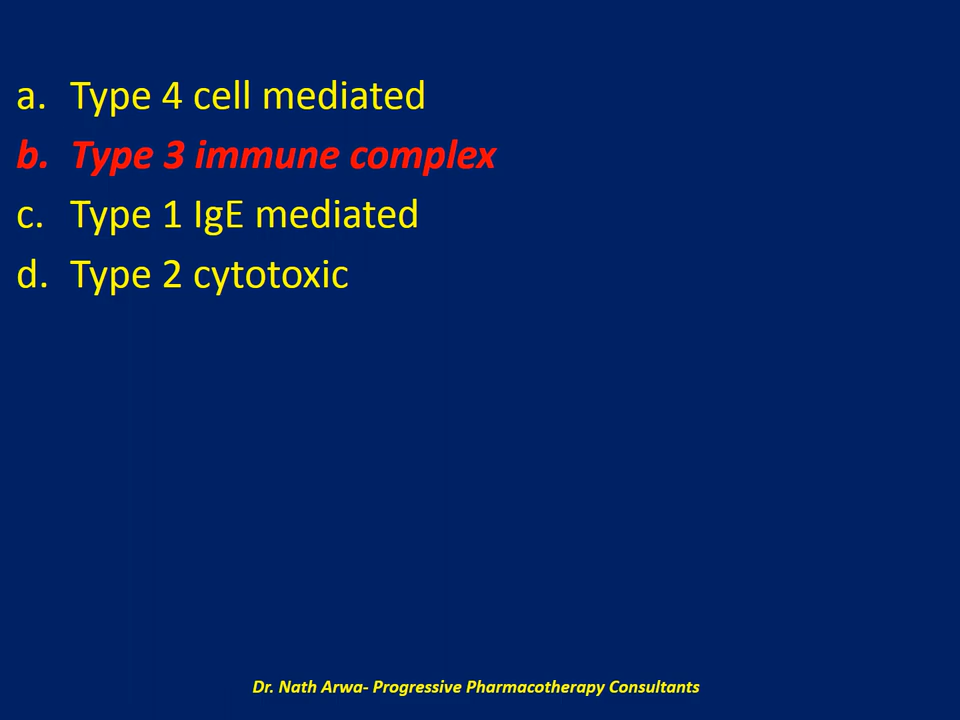 a. Type 4 cell mediated
b. Type 3 immune complex
c. Type 1 IgE mediated
d. Type 2 cytotoxic
Dr. Nath Arwa- Progressive Pharmacotherapy Consultants